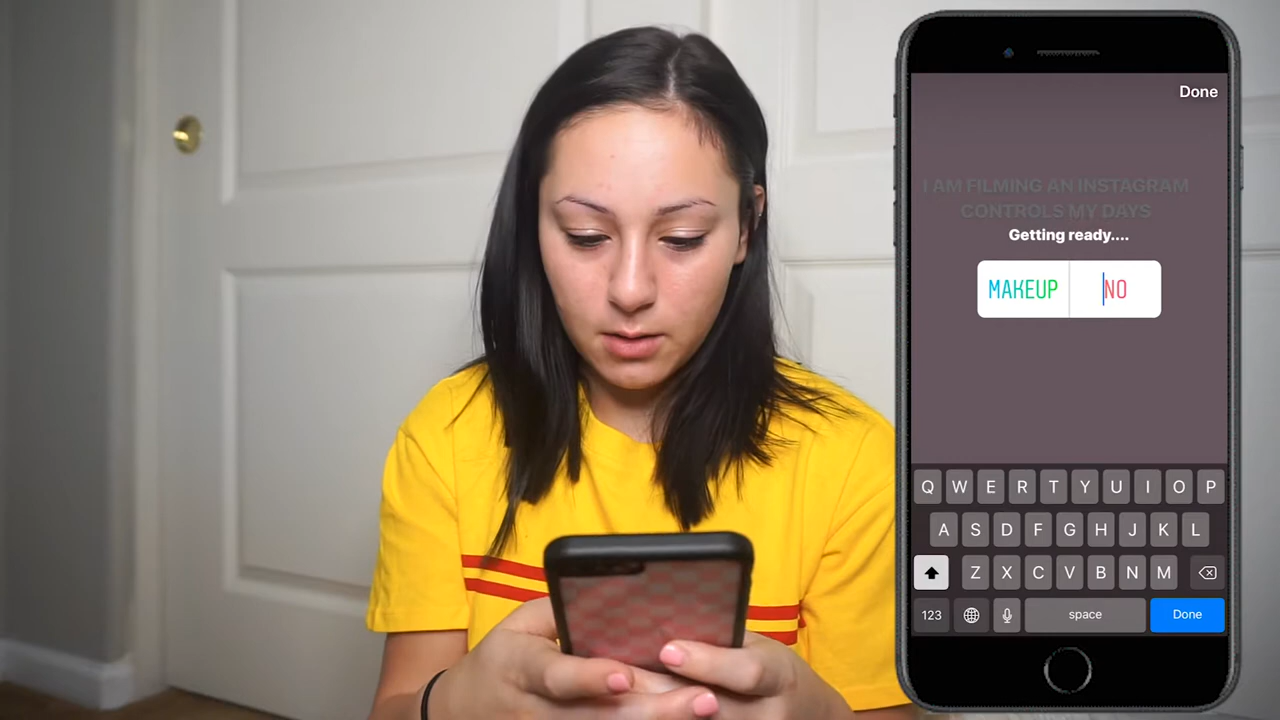 Done
I AM FILMING AN INSTAGRAM
CONTROLS MY DAYS
Getting ready....
MAKEUP NO
Q W E R T Y U I O P
A S D F G H J K L
Z X C V B N M
123 space Done